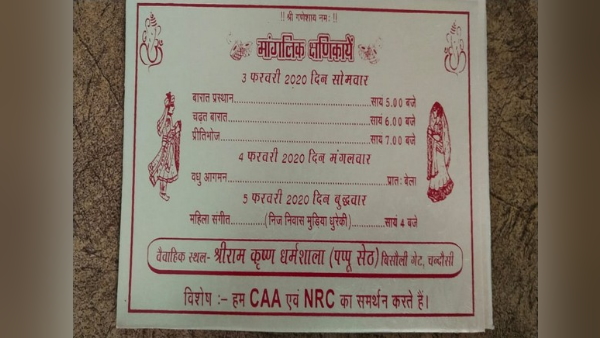 !! श्री गणेशाय नमः !!
मांगलिक क्षणिकायें
3 फरवरी 2020 दिन सोमवार
बारात प्रस्थान.....................................सायं 5.00 बजे
चढ़त बारात.....................................सायं 6.00 बजे
प्रीतिभोज.....................................सायं 7.00 बजे
4 फरवरी 2020 दिन मंगलवार
वधु आगमन.....................................प्रातः बेला
5 फरवरी 2020 दिन बुद्धवार
महिला संगीत............(निज निवास मुडिया धुरेकी)............सायं 4 बजे
वैवाहिक स्थल- श्रीराम कृष्ण धर्मशाला (पप्पू सेठ) बिसौली गेट, चन्दौसी
विशेष :- हम CAA एवं NRC का समर्थन करते हैं।